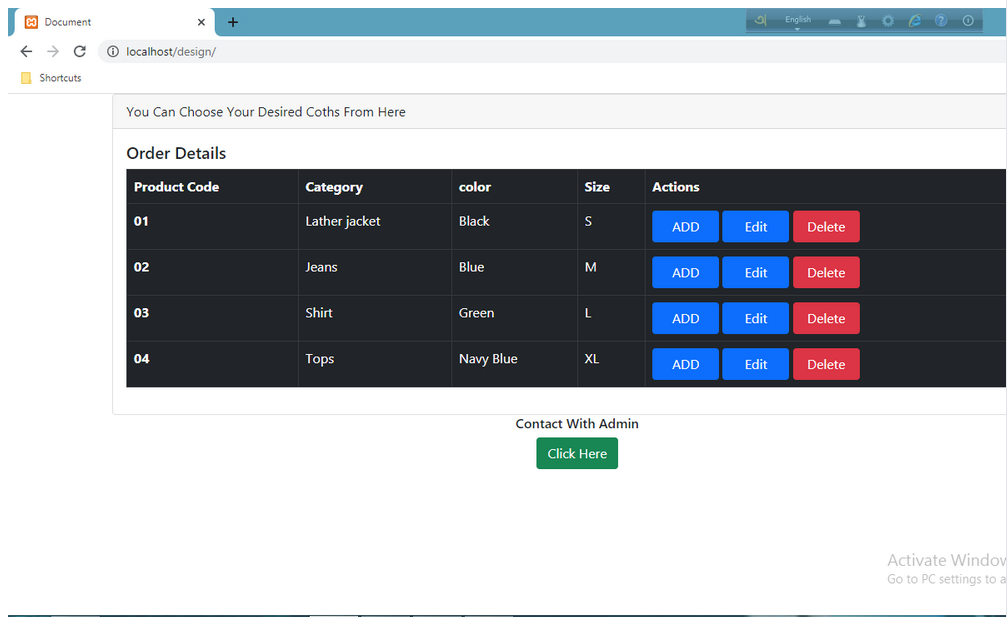 Document
English
localhost/design/
Shortcuts
You Can Choose Your Desired Coths From Here
Order Details
Product Code Category color Size Actions
01 Lather jacket Black S ADD Edit Delete
02 Jeans Blue M ADD Edit Delete
03 Shirt Green L ADD Edit Delete
04 Tops Navy Blue XL ADD Edit Delete
Contact With Admin
Click Here
Activate Window
Go to PC settings to a